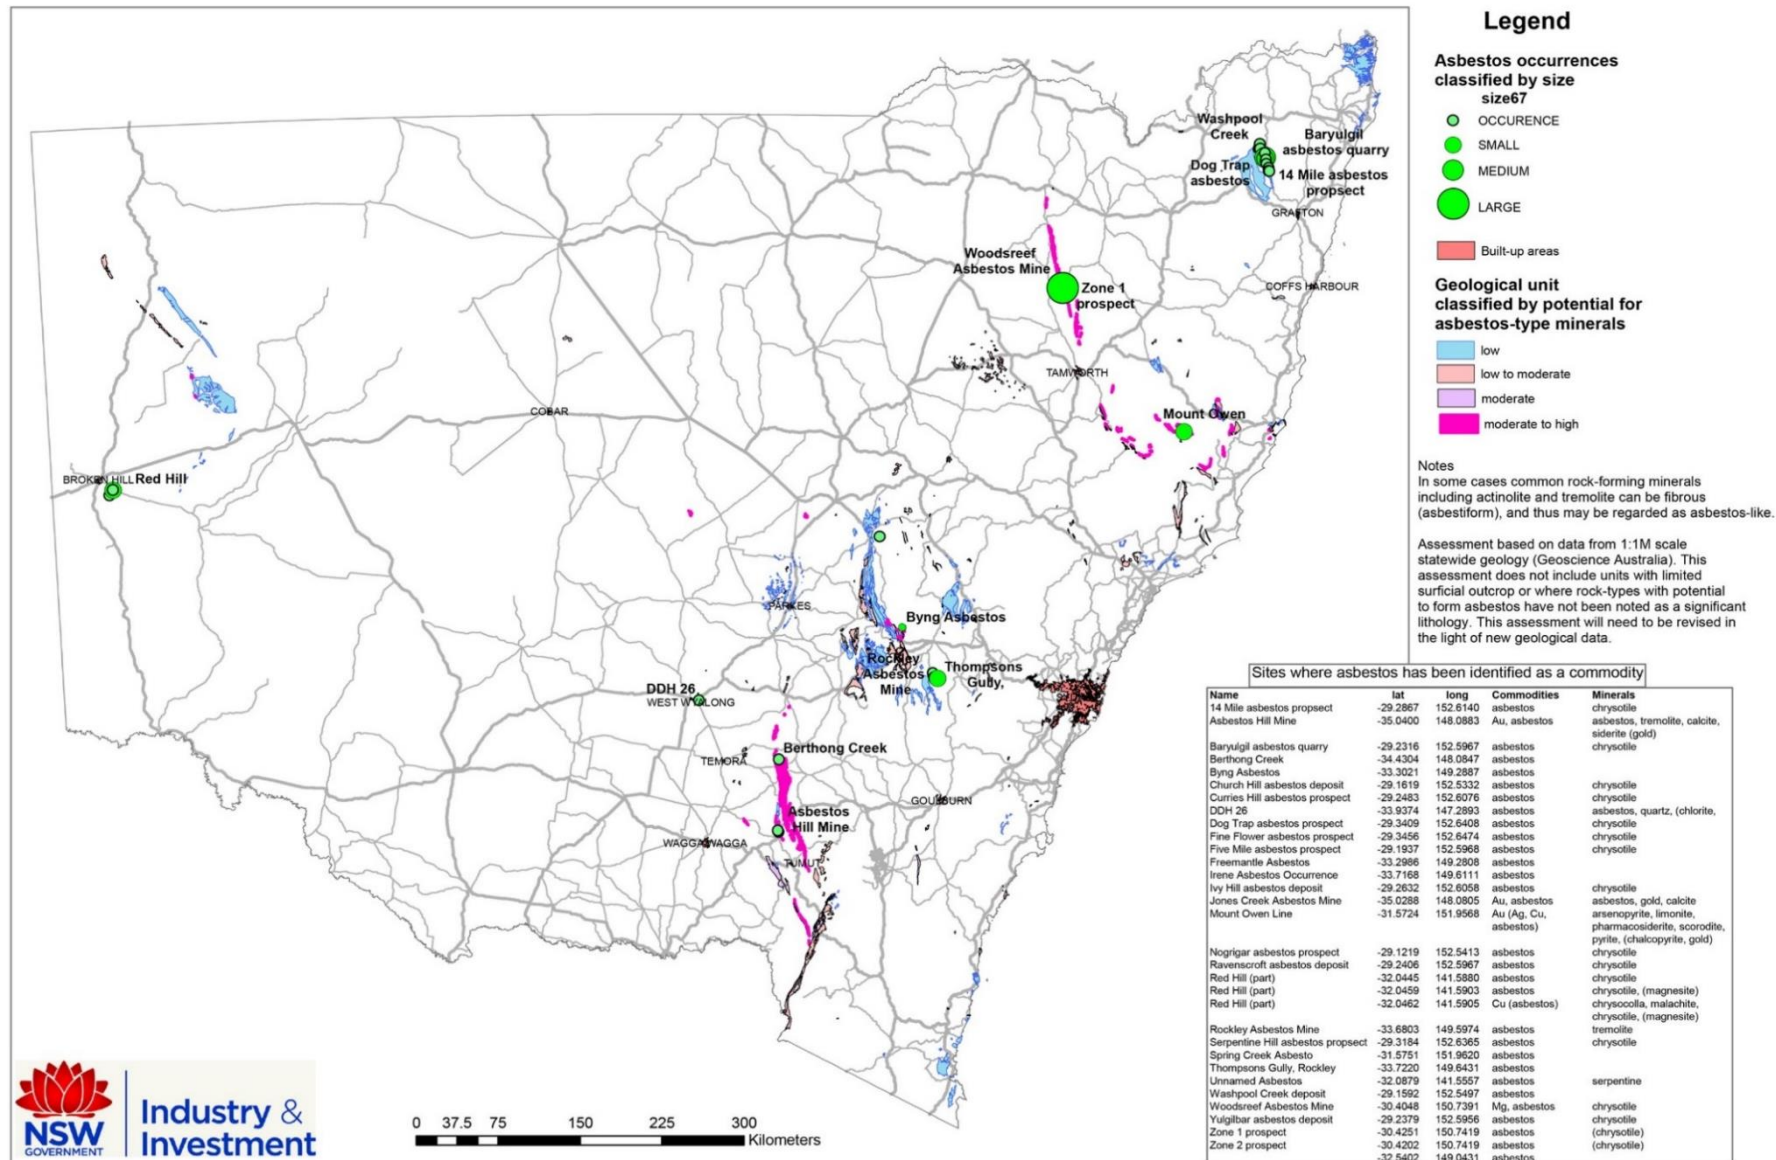 Washpool
Creek
Baryulgil
asbestos quarry
Dog Trap
asbestos
14 Mile asbestos
propsect
GRAFTON
Woodsreef
Asbestos Mine
Zone 1
prospect
COFFS HARBOUR
TAMWORTH
COBAR
Mount Owen
BROKEN HILL
Red Hill
PARKES
Byng Asbestos
Rockley
Asbestos
Mine
Thompsons
Gully,
DDH 26
WEST WYALONG
Berthong Creek
TEMORA
GOULBURN
Asbestos
Hill Mine
WAGGA WAGGA
TUMUT
NSW
GOVERNMENT
Industry &
Investment
0 37.5 75 150 225 300
Kilometers
Legend
Asbestos occurrences
classified by size
size67
OCCURENCE
SMALL
MEDIUM
LARGE
Built-up areas
Geological unit
classified by potential for
asbestos-type minerals
low
low to moderate
moderate
moderate to high
Notes
In some cases common rock-forming minerals
including actinolite and tremolite can be fibrous
(asbestiform), and thus may be regarded as asbestos-like.
Assessment based on data from 1:1M scale
statewide geology (Geoscience Australia). This
assessment does not include units with limited
surficial outcrop or where rock-types with potential
to form asbestos have not been noted as a significant
lithology. This assessment will need to be revised in
the light of new geological data.
Sites where asbestos has been identified as a commodity
Name lat long Commodities Minerals
14 Mile asbestos propsect -29.2867 152.6140 asbestos chrysotile
Asbestos Hill Mine -35.0400 148.0883 Au, asbestos asbestos, tremolite, calcite,
siderite (gold)
Baryulgil asbestos quarry -29.2316 152.5967 asbestos chrysotile
Berthong Creek -34.4304 148.0847 asbestos
Byng Asbestos -33.3021 149.2887 asbestos
Church Hill asbestos deposit -29.1619 152.5332 asbestos chrysotile
Curries Hill asbestos prospect -29.2483 152.6076 asbestos chrysotile
DDH 26 -33.9374 147.2893 asbestos asbestos, quartz, (chlorite,
Dog Trap asbestos prospect -29.3409 152.6408 asbestos chrysotile
Fine Flower asbestos prospect -29.3456 152.6474 asbestos chrysotile
Five Mile asbestos prospect -29.1937 152.5968 asbestos chrysotile
Freemantle Asbestos -33.2986 149.2808 asbestos
Irene Asbestos Occurrence -33.7168 149.6111 asbestos
Ivy Hill asbestos deposit -29.2632 152.6058 asbestos chrysotile
Jones Creek Asbestos Mine -35.0288 148.0805 Au, asbestos asbestos, gold, calcite
Mount Owen Line -31.5724 151.9568 Au (Ag, Cu, arsenopyrite, limonite,
asbestos) pharmacosiderite, scorodite,
pyrite, (chalcopyrite, gold)
Nogrigar asbestos prospect -29.1219 152.5413 asbestos chrysotile
Ravenscroft asbestos deposit -29.2406 152.5967 asbestos chrysotile
Red Hill (part) -32.0445 141.5880 asbestos chrysotile
Red Hill (part) -32.0459 141.5903 asbestos chrysotile, (magnesite)
Red Hill (part) -32.0462 141.5905 Cu (asbestos) chrysocolla, malachite,
chrysotile, (magnesite)
Rockley Asbestos Mine -33.6803 149.5974 asbestos tremolite
Serpentine Hill asbestos propsect -29.3184 152.6365 asbestos chrysotile
Spring Creek Asbesto -31.5751 151.9620 asbestos
Thompsons Gully, Rockley -33.7220 149.6431 asbestos
Unnamed Asbestos -32.0879 141.5557 asbestos serpentine
Washpool Creek deposit -29.1592 152.5497 asbestos
Woodsreef Asbestos Mine -30.4048 150.7391 Mg, asbestos chrysotile
Yulgilbar asbestos deposit -29.2379 152.5956 asbestos chrysotile
Zone 1 prospect -30.4251 150.7419 asbestos (chrysotile)
Zone 2 prospect -30.4202 150.7419 asbestos (chrysotile)
-32.5402 149.0431 asbestos